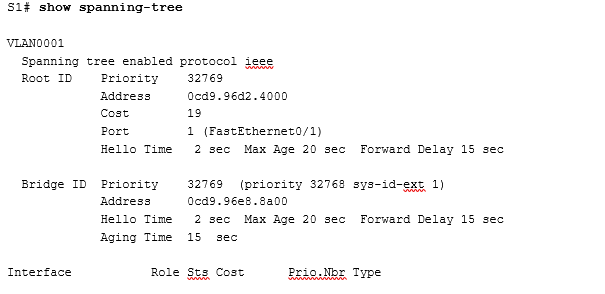 S1# show spanning-tree
VLAN0001
Spanning tree enabled protocol ieee
Root ID Priority 32769
Address 0cd9.96d2.4000
Cost 19
Port 1 (FastEthernet0/1)
Hello Time 2 sec Max Age 20 sec Forward Delay 15 sec
Bridge ID Priority 32769 (priority 32768 sys-id-ext 1)
Address 0cd9.96e8.8a00
Hello Time 2 sec Max Age 20 sec Forward Delay 15 sec
Aging Time 15 sec
Interface Role Sts Cost Prio.Nbr Type